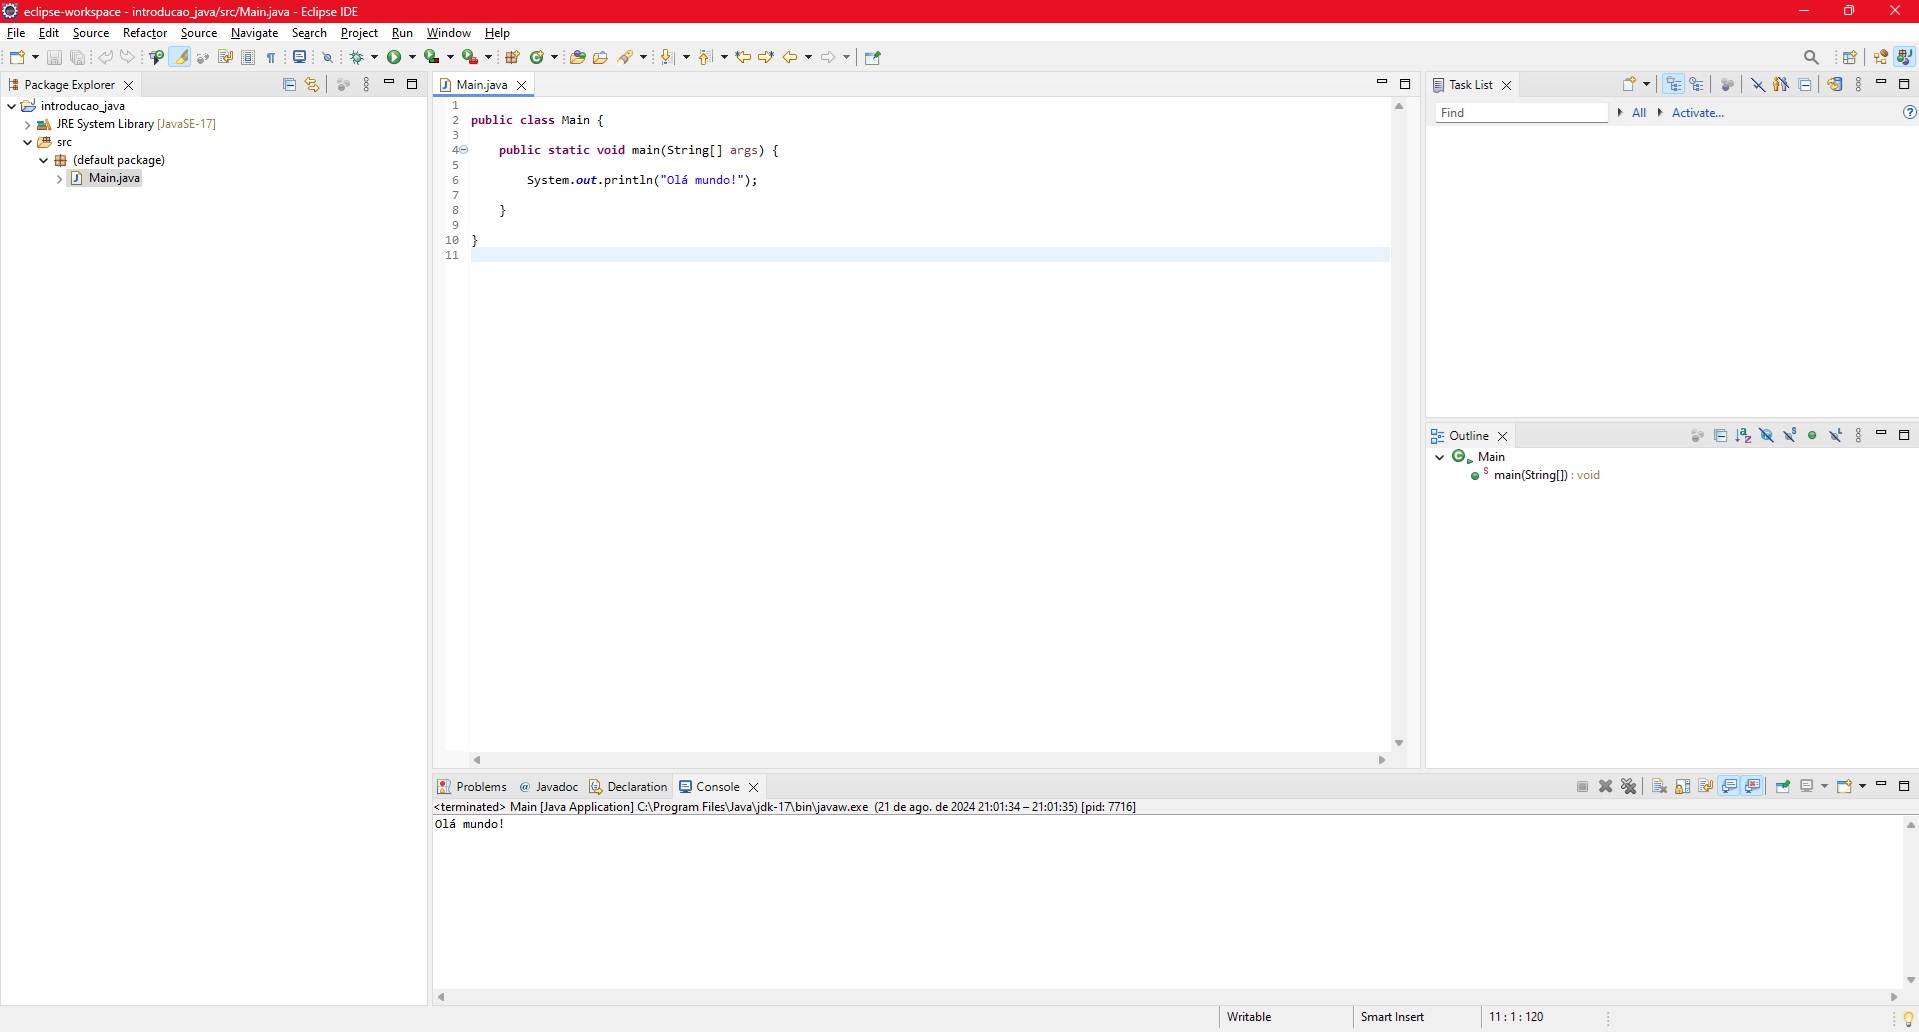 eclipse-workspace - introducao_java/src/Main.java - Eclipse IDE
File Edit Source Refactor Source Navigate Search Project Run Window Help
Package Explorer
introducao_java
JRE System Library [JavaSE-17]
src
(default package)
Main.java
Main.java
1
2 public class Main {
3
4 public static void main(String[] args) {
5
6 System.out.println("Olá mundo!");
7
8 }
9
10 }
11
Task List
Find All Activate...
Outline
Main
main(String[]) : void
Problems Javadoc Declaration Console
<terminated> Main [Java Application] C:\Program Files\Java\jdk-17\bin\javaw.exe (21 de ago. de 2024 21:01:34 – 21:01:35) [pid: 7716]
Olá mundo!
Writable Smart Insert 11 : 1 : 120